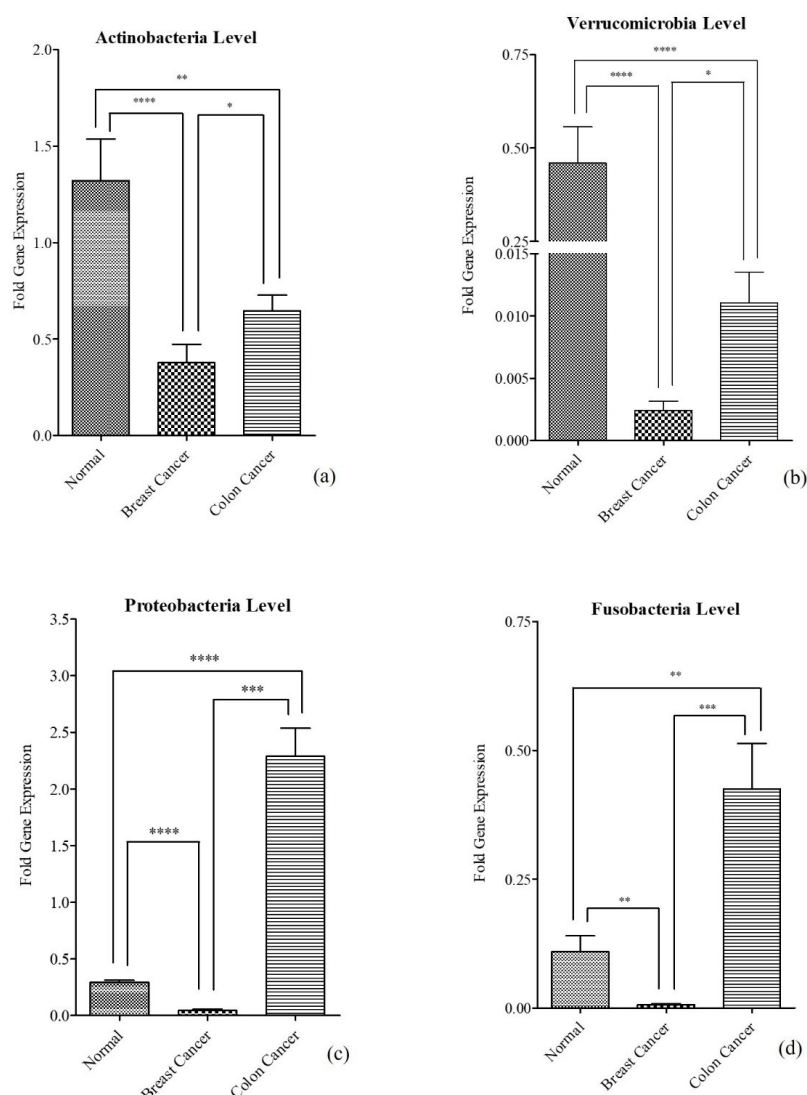 Actinobacteria Level
2.0
1.5
1.0
0.5
0.0
Fold Gene Expression
**
****
*
Normal
Breast Cancer
Colon Cancer
(a)
Verrucomicrobia Level
0.75
0.50
0.25
0.015
0.010
0.005
0.000
Fold Gene Expression
****
****
*
Normal
Breast Cancer
Colon Cancer
(b)
Proteobacteria Level
3.5
3.0
2.5
2.0
1.5
1.0
0.5
0.0
Fold Gene Expression
****
***
****
Normal
Breast Cancer
Colon Cancer
(c)
Fusobacteria Level
0.75
0.50
0.25
0.00
Fold Gene Expression
**
***
**
Normal
Breast Cancer
Colon Cancer
(d)